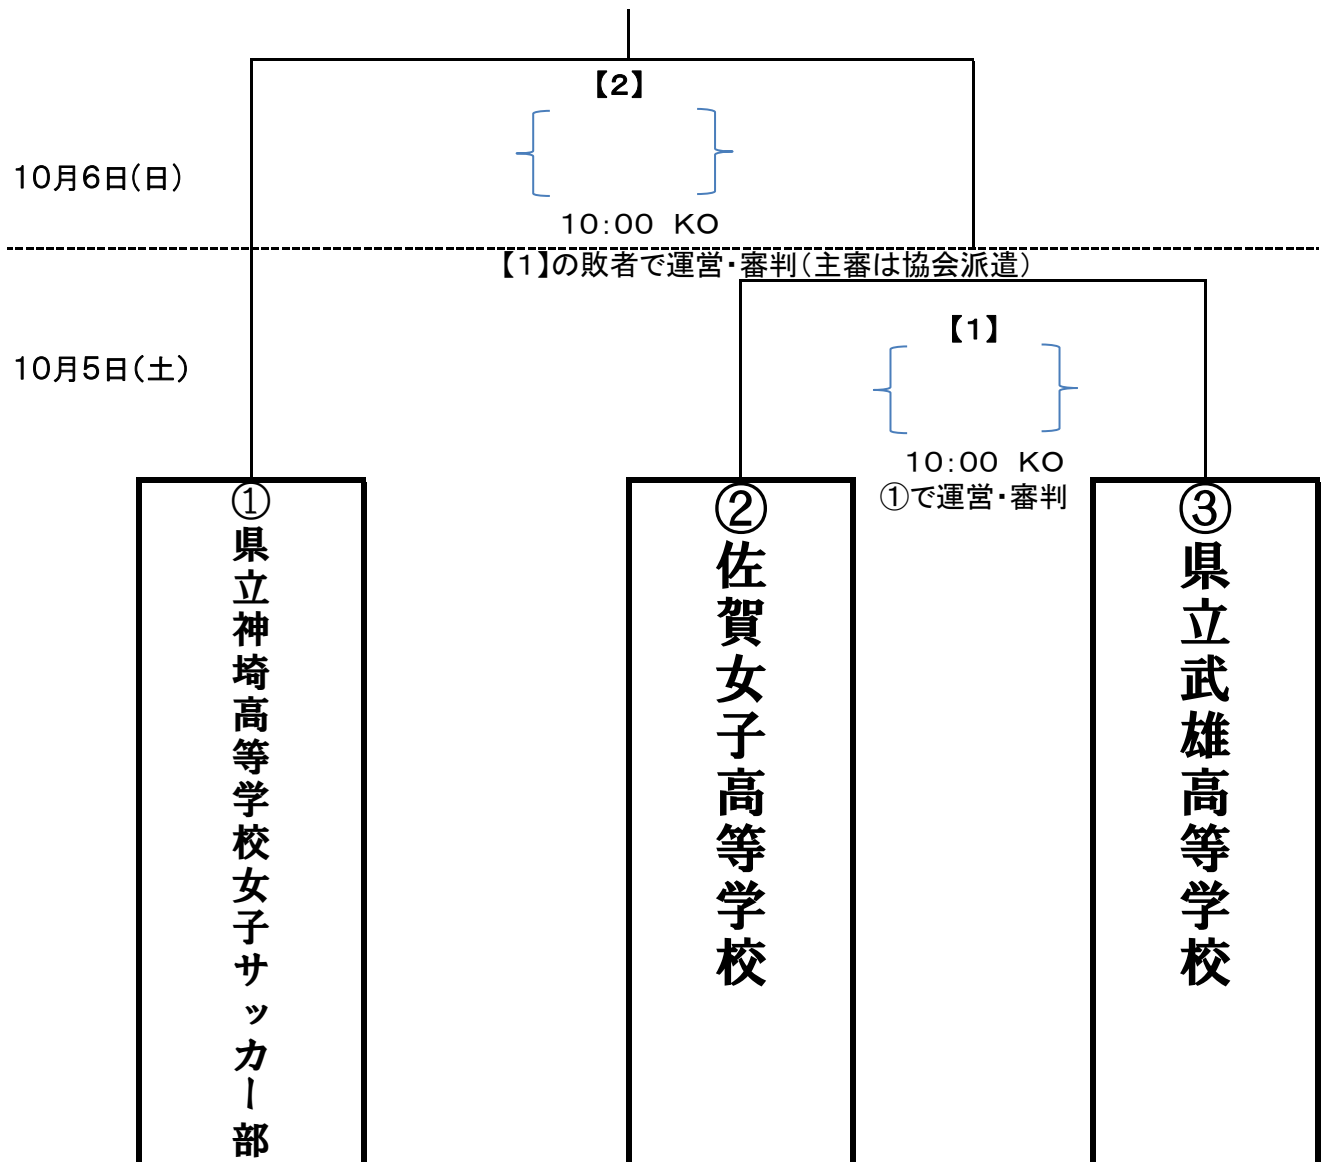 【2】
10月6日(日)
10:00 KO
【1】の敗者で運営・審判(主審は協会派遣)
【1】
10月5日(土)
10:00 KO
①で運営・審判
①県立神埼高等学校女子サッカー部
②佐賀女子高等学校
③県立武雄高等学校